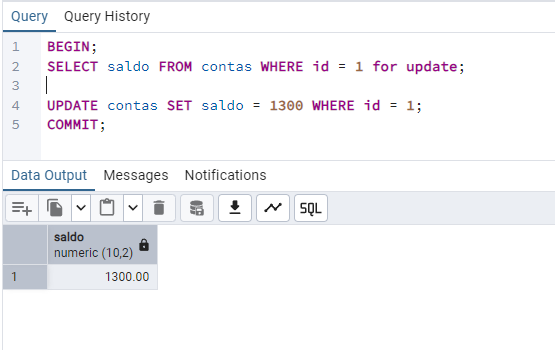 Query Query History
1 BEGIN;
2 SELECT saldo FROM contas WHERE id = 1 for update;
3
4 UPDATE contas SET saldo = 1300 WHERE id = 1;
5 COMMIT;
Data Output Messages Notifications
SQL
saldo
numeric (10,2)
1 1300.00